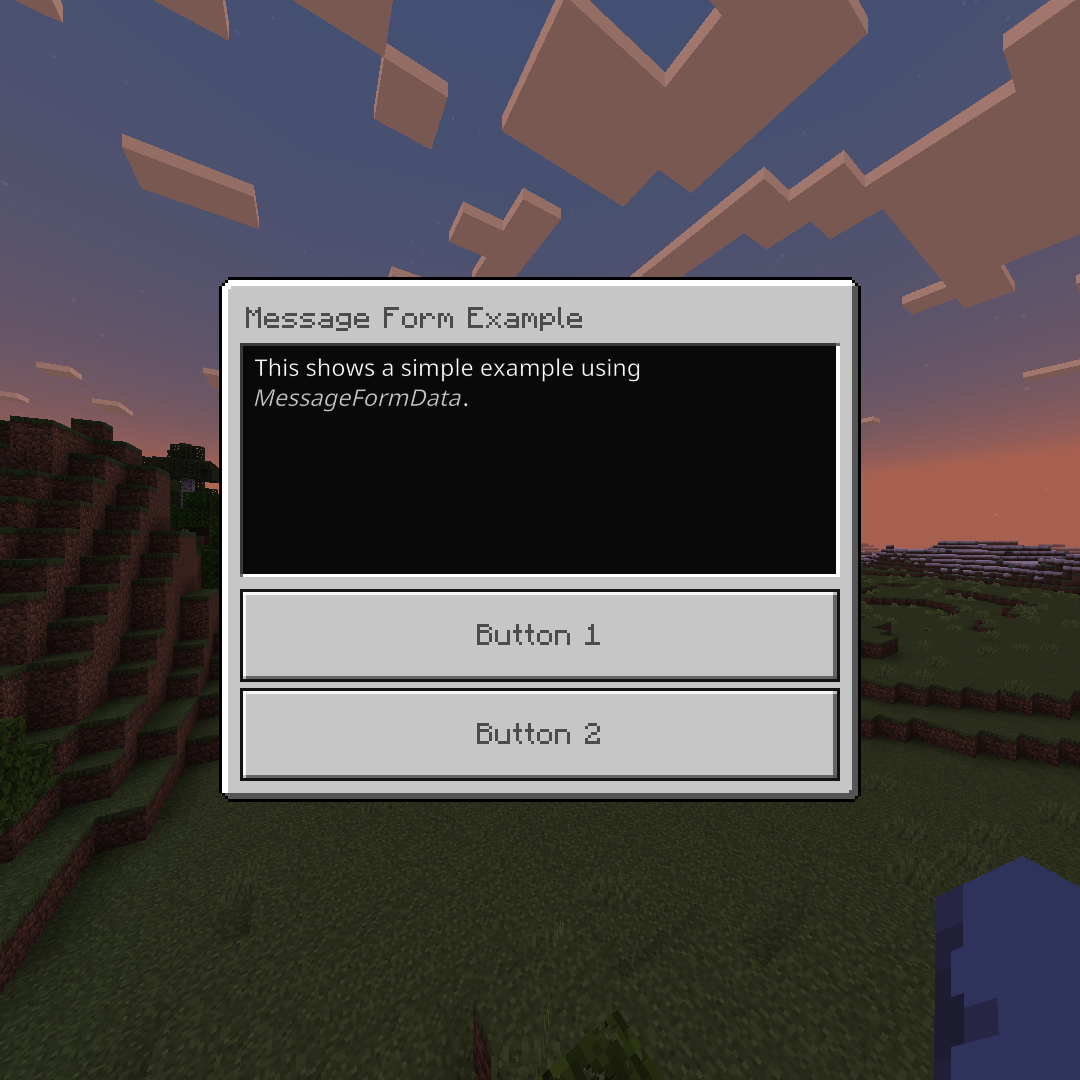 Message Form Example
This shows a simple example using
MessageFormData.
Button 1
Button 2